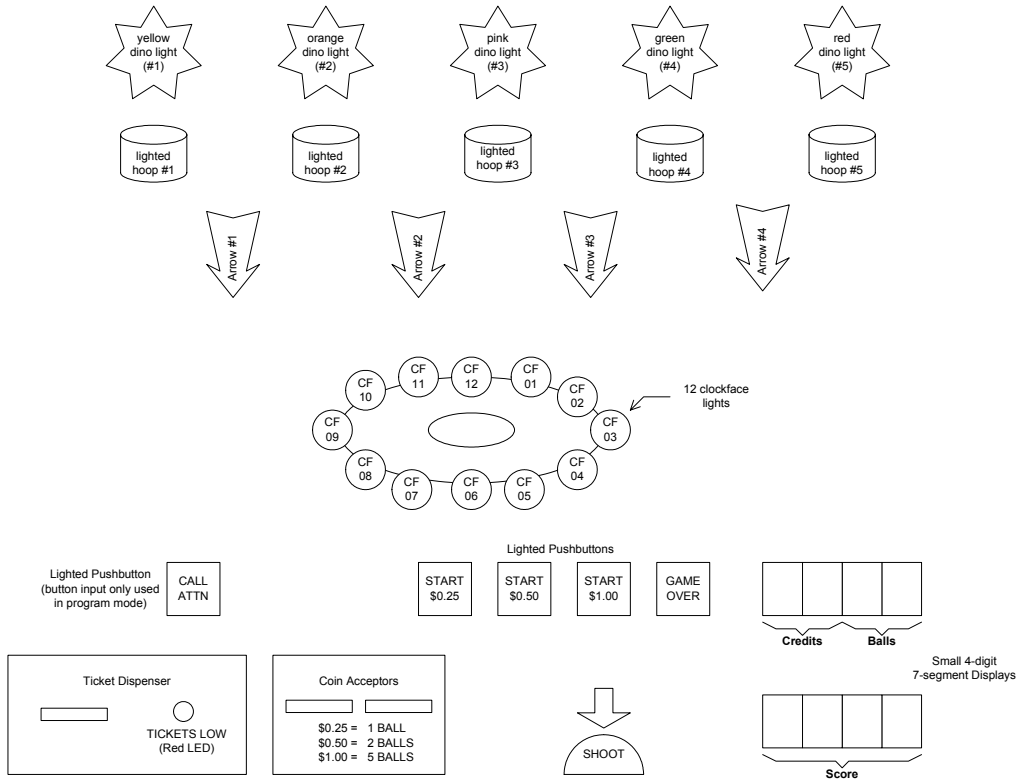 yellow
dino light
(#1)
orange
dino light
(#2)
pink
dino light
(#3)
green
dino light
(#4)
red
dino light
(#5)
lighted
hoop #1
lighted
hoop #2
lighted
hoop #3
lighted
hoop #4
lighted
hoop #5
Arrow #1
Arrow #2
Arrow #3
Arrow #4
CF
11
CF
12
CF
01
CF
10
CF
02
12 clockface
lights
CF
09
CF
03
CF
08
CF
04
CF
07
CF
06
CF
05
Lighted Pushbutton
(button input only used
in program mode)
CALL
ATTN
Lighted Pushbuttons
START
$0.25
START
$0.50
START
$1.00
GAME
OVER
Credits
Balls
Small 4-digit
7-segment Displays
Ticket Dispenser
TICKETS LOW
(Red LED)
Coin Acceptors
$0.25 = 1 BALL
$0.50 = 2 BALLS
$1.00 = 5 BALLS
SHOOT
Score